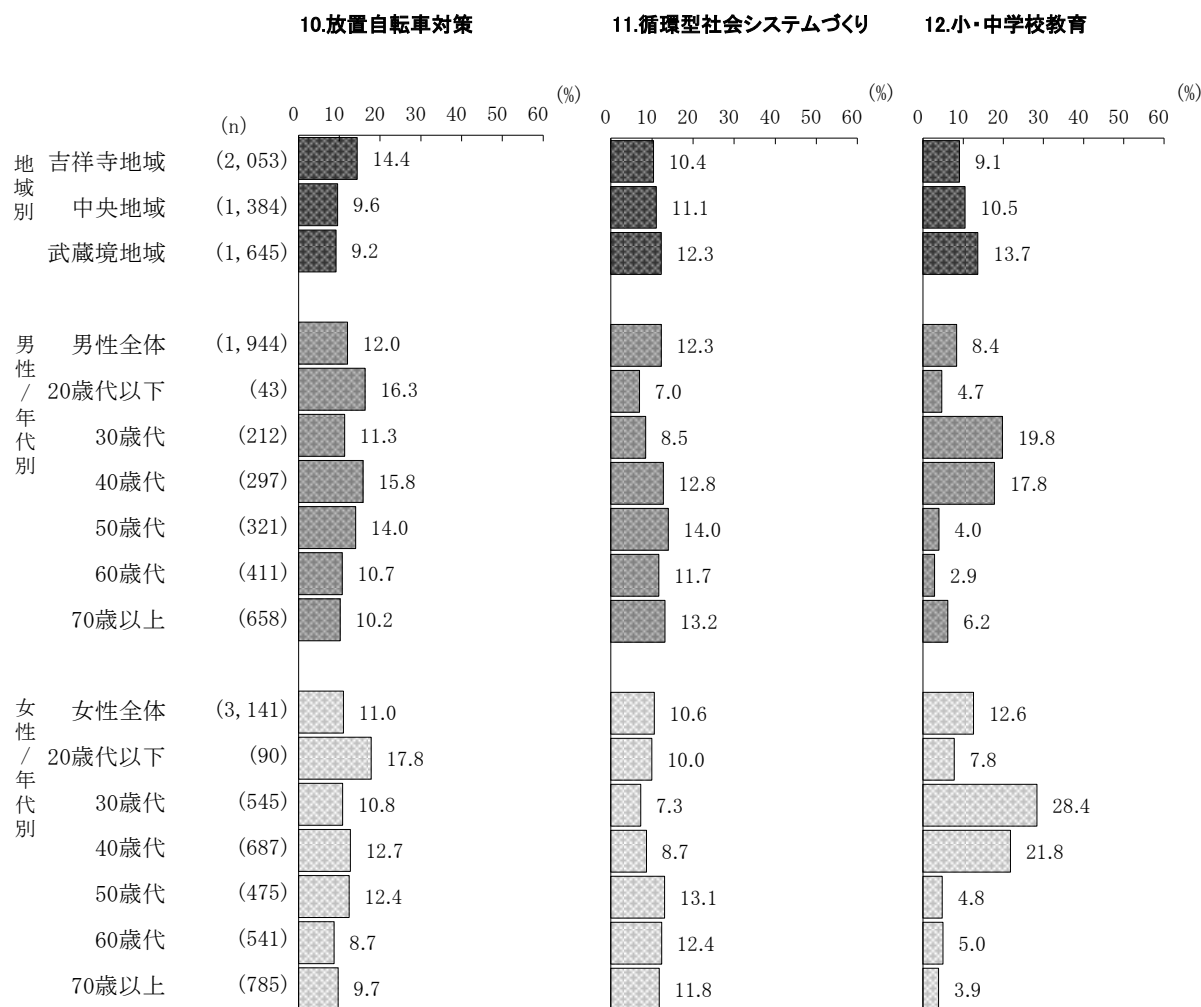 10.放置自転車対策 11.循環型社会システムづくり 12.小・中学校教育
(%) (%) (%)
0 10 20 30 40 50 60 0 10 20 30 40 50 60 0 10 20 30 40 50 60
(n)
地域別
吉祥寺地域 (2,053) 14.4 10.4 9.1
中央地域 (1,384) 9.6 11.1 10.5
武蔵境地域 (1,645) 9.2 12.3 13.7
男性/年代別
男性全体 (1,944) 12.0 12.3 8.4
20歳代以下 (43) 16.3 7.0 4.7
30歳代 (212) 11.3 8.5 19.8
40歳代 (297) 15.8 12.8 17.8
50歳代 (321) 14.0 14.0 4.0
60歳代 (411) 10.7 11.7 2.9
70歳以上 (658) 10.2 13.2 6.2
女性/年代別
女性全体 (3,141) 11.0 10.6 12.6
20歳代以下 (90) 17.8 10.0 7.8
30歳代 (545) 10.8 7.3 28.4
40歳代 (687) 12.7 8.7 21.8
50歳代 (475) 12.4 13.1 4.8
60歳代 (541) 8.7 12.4 5.0
70歳以上 (785) 9.7 11.8 3.9